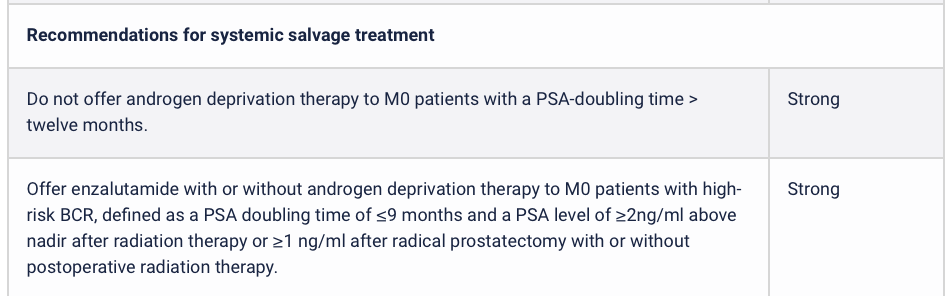 Recommendations for systemic salvage treatment
Do not offer androgen deprivation therapy to M0 patients with a PSA-doubling time >
twelve months.
Strong
Offer enzalutamide with or without androgen deprivation therapy to M0 patients with high-
risk BCR, defined as a PSA doubling time of ≤9 months and a PSA level of ≥2ng/ml above
nadir after radiation therapy or ≥1 ng/ml after radical prostatectomy with or without
postoperative radiation therapy.
Strong